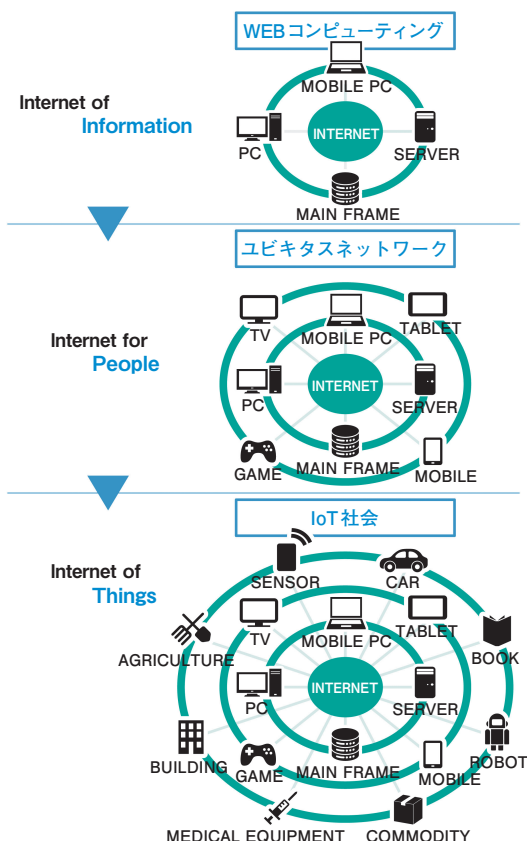 WEBコンピューティング
MOBILE PC
Internet of
Information
INTERNET
PC
SERVER
MAIN FRAME
ユビキタスネットワーク
TV
MOBILE PC
TABLET
Internet for
People
INTERNET
PC
SERVER
GAME
MAIN FRAME
MOBILE
IoT社会
SENSOR
CAR
Internet of
Things
TV
MOBILE PC
TABLET
AGRICULTURE
BOOK
INTERNET
PC
SERVER
BUILDING
GAME
MAIN FRAME
MOBILE
ROBOT
MEDICAL EQUIPMENT
COMMODITY